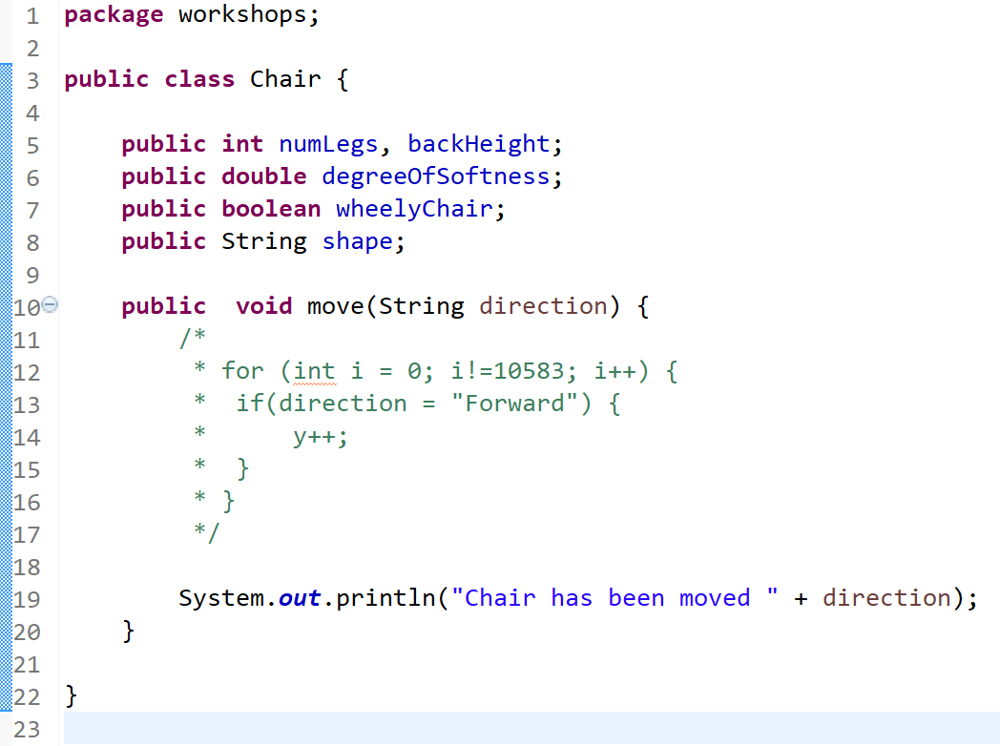 1 package workshops;
2
3 public class Chair {
4
5     public int numLegs, backHeight;
6     public double degreeOfSoftness;
7     public boolean wheelyChair;
8     public String shape;
9
10     public  void move(String direction) {
11         /*
12          * for (int i = 0; i!=10583; i++) {
13          *  if(direction = "Forward") {
14          *      y++;
15          *  }
16          * }
17          */
18
19         System.out.println("Chair has been moved " + direction);
20     }
21
22 }
23